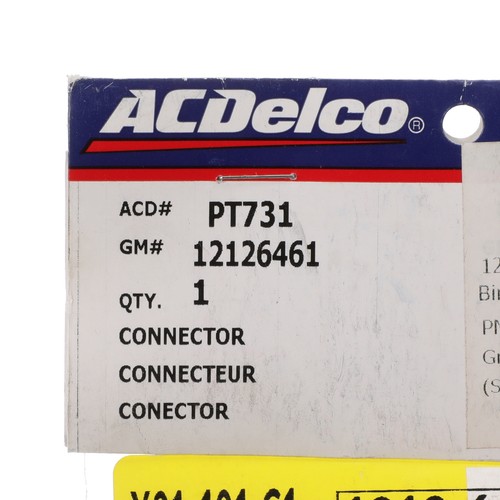 ACDelco®
ACD# PT731
GM# 12126461
QTY. 1
CONNECTOR
CONNECTEUR
CONECTOR